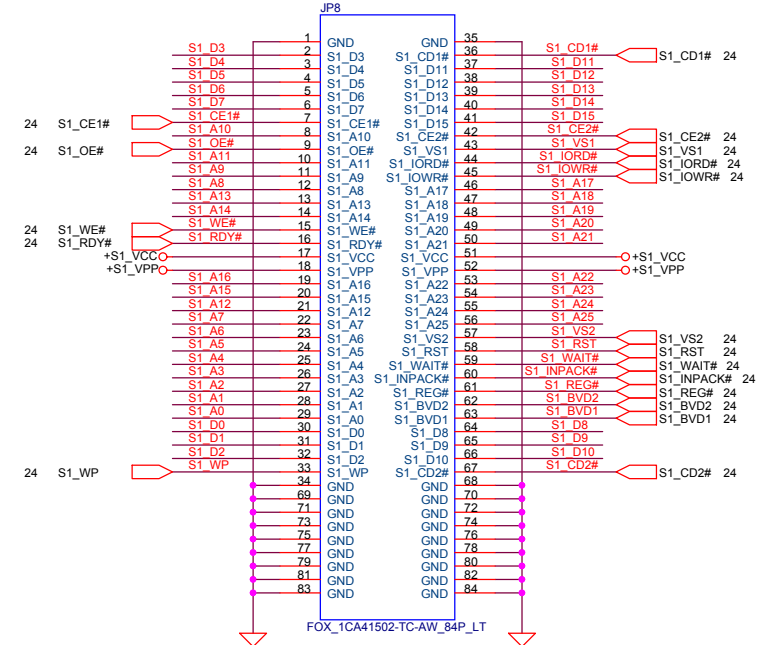 JP8
1 GND GND 35
S1_D3 2 S1_D3 S1_CD1# 36 S1_CD1# S1_CD1# 24
S1_D4 3 S1_D4 S1_D11 37 S1_D11
S1_D5 4 S1_D5 S1_D12 38 S1_D12
S1_D6 5 S1_D6 S1_D13 39 S1_D13
S1_D7 6 S1_D7 S1_D14 40 S1_D14
24 S1_CE1# S1_CE1# 7 S1_CE1# S1_D15 41 S1_D15
S1_A10 8 S1_A10 S1_CE2# 42 S1_CE2# S1_CE2# 24
24 S1_OE# S1_OE# 9 S1_OE# S1_VS1 43 S1_VS1 S1_VS1 24
S1_A11 10 S1_A11 S1_IORD# 44 S1_IORD# S1_IORD# 24
S1_A9 11 S1_A9 S1_IOWR# 45 S1_IOWR# S1_IOWR# 24
S1_A8 12 S1_A8 S1_A17 46 S1_A17
S1_A13 13 S1_A13 S1_A18 47 S1_A18
S1_A14 14 S1_A14 S1_A19 48 S1_A19
24 S1_WE# S1_WE# 15 S1_WE# S1_A20 49 S1_A20
24 S1_RDY# S1_RDY# 16 S1_RDY# S1_A21 50 S1_A21
+S1_VCC 17 S1_VCC S1_VCC 51 +S1_VCC
+S1_VPP 18 S1_VPP S1_VPP 52 +S1_VPP
S1_A16 19 S1_A16 S1_A22 53 S1_A22
S1_A15 20 S1_A15 S1_A23 54 S1_A23
S1_A12 21 S1_A12 S1_A24 55 S1_A24
S1_A7 22 S1_A7 S1_A25 56 S1_A25
S1_A6 23 S1_A6 S1_VS2 57 S1_VS2 S1_VS2 24
S1_A5 24 S1_A5 S1_RST 58 S1_RST S1_RST 24
S1_A4 25 S1_A4 S1_WAIT# 59 S1_WAIT# S1_WAIT# 24
S1_A3 26 S1_A3 S1_INPACK# 60 S1_INPACK# S1_INPACK# 24
S1_A2 27 S1_A2 S1_REG# 61 S1_REG# S1_REG# 24
S1_A1 28 S1_A1 S1_BVD2 62 S1_BVD2 S1_BVD2 24
S1_A0 29 S1_A0 S1_BVD1 63 S1_BVD1 S1_BVD1 24
S1_D0 30 S1_D0 S1_D8 64 S1_D8
S1_D1 31 S1_D1 S1_D9 65 S1_D9
S1_D2 32 S1_D2 S1_D10 66 S1_D10
24 S1_WP S1_WP 33 S1_WP S1_CD2# 67 S1_CD2# S1_CD2# 24
34 GND GND 68
69 GND GND 70
71 GND GND 72
73 GND GND 74
75 GND GND 76
77 GND GND 78
79 GND GND 80
81 GND GND 82
83 GND GND 84
FOX_1CA41502-TC-AW_84P_LT